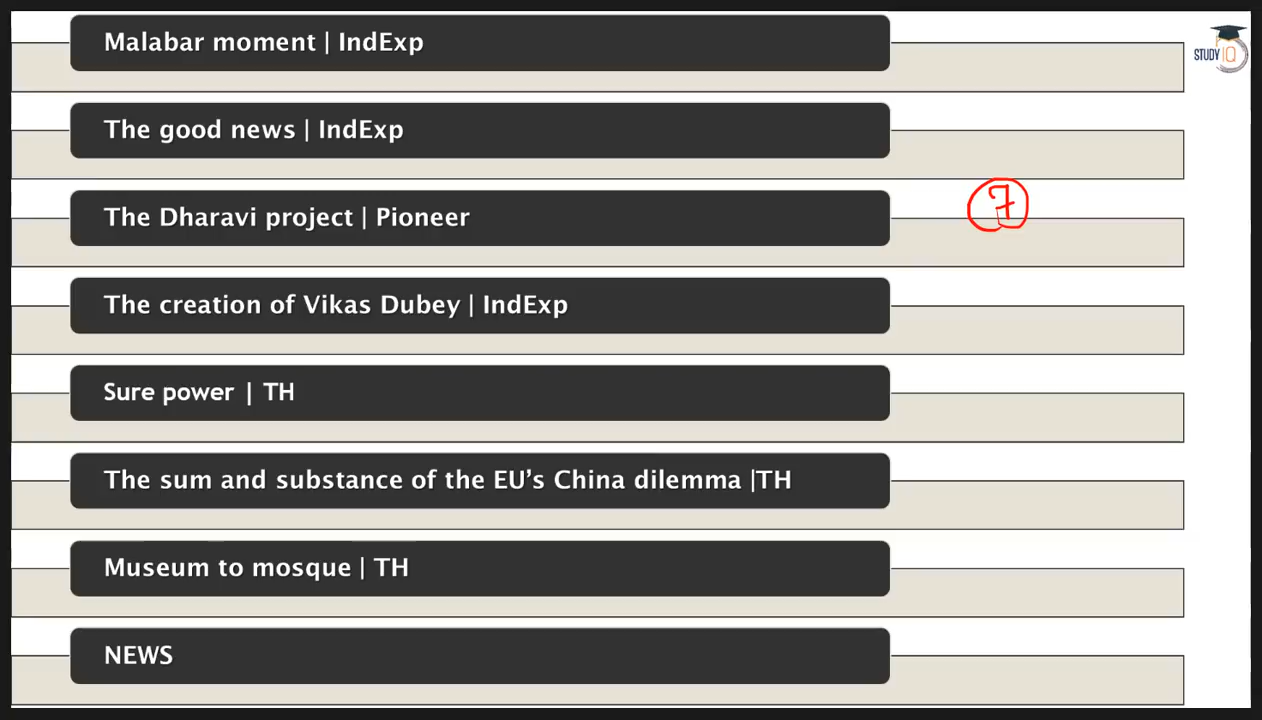 Malabar moment | IndExp
STUDY IQ
The good news | IndExp
The Dharavi project | Pioneer
7
The creation of Vikas Dubey | IndExp
Sure power | TH
The sum and substance of the EU’s China dilemma |TH
Museum to mosque | TH
NEWS